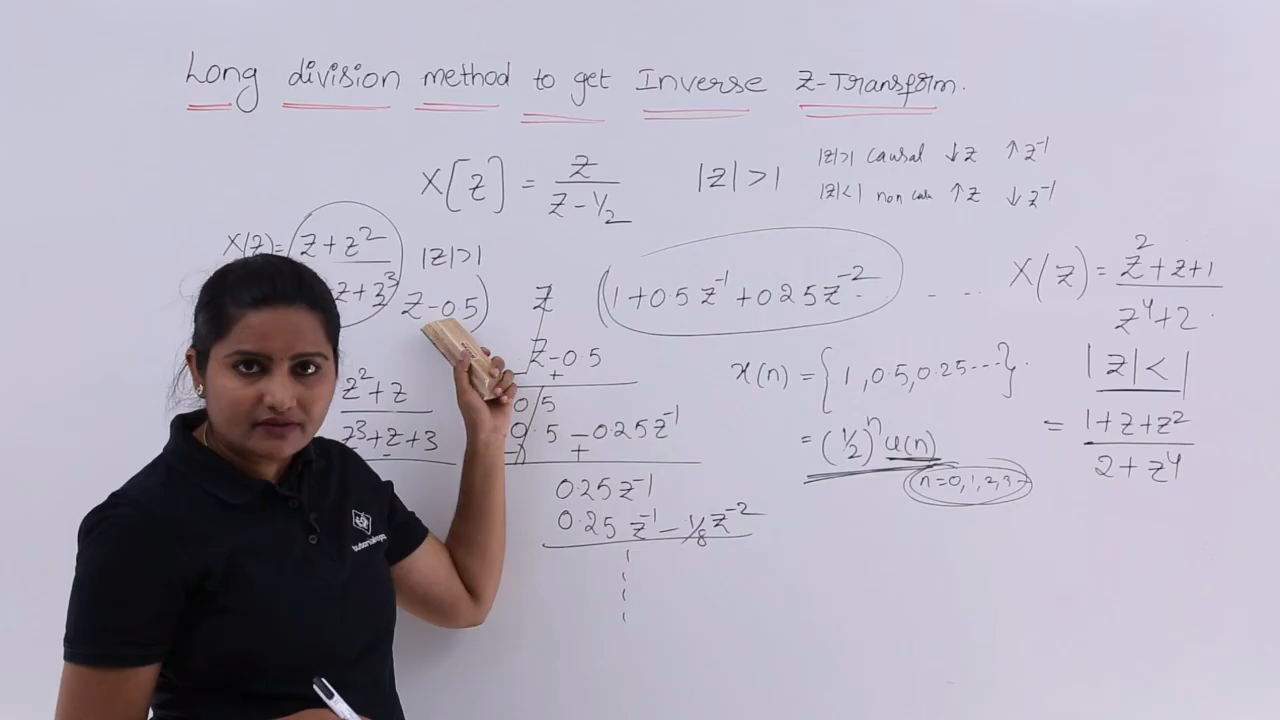 Long division method to get Inverse Z-Transform.
X[Z] = Z / Z - 1/2   |Z| > 1
|Z|>1 causal ↓Z ↑Z⁻¹
|Z|<1 non ↑Z ↓Z⁻¹
X(Z) = Z + Z²   |Z|>1
Z + 3³
Z² + Z
Z³ + Z + 3
Z - 0.5) Z (1 + 0.5 Z⁻¹ + 0.25 Z⁻² - - - -
Z - 0.5
+
0.5
0.5 - 0.25 Z⁻¹
+
0.25 Z⁻¹
0.25 Z⁻¹ - 1/8 Z⁻²
x(n) = {1, 0.5, 0.25 ---}.
= (1/2)ⁿ u(n)
n = 0, 1, 2, 3 -
X(Z) = Z² + Z + 1 / Z⁴ + 2
|Z| < |
= 1 + Z + Z² / 2 + Z⁴